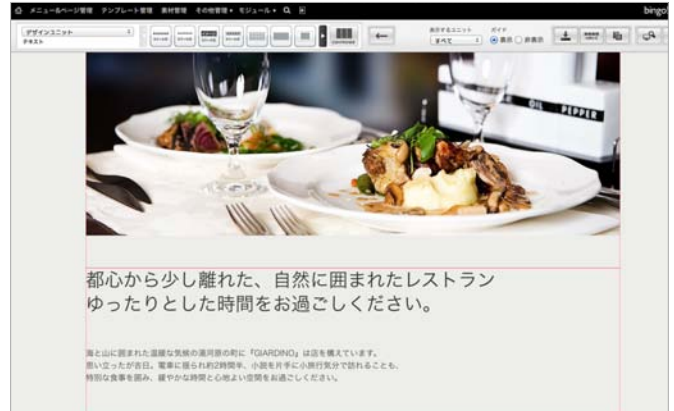 メニュー&ページ管理 テンプレート管理 素材管理 その他管理▾ モジュール▾ bingo!
デザインユニット
テキスト
表示するユニット
すべて
ガイド
表示 非表示
OIL PEPPER
都心から少し離れた、自然に囲まれたレストラン
ゆったりとした時間をお過ごしください。
海と山に囲まれた温暖な気候の湯河原の町に『GIARDINO』は店を構えています。
思い立ったが吉日。電車に揺られ約2時間半、小説を片手に小旅行気分で訪れることも、
特別な食事を囲み、緩やかな時間と心地よい空間をお過ごしください。